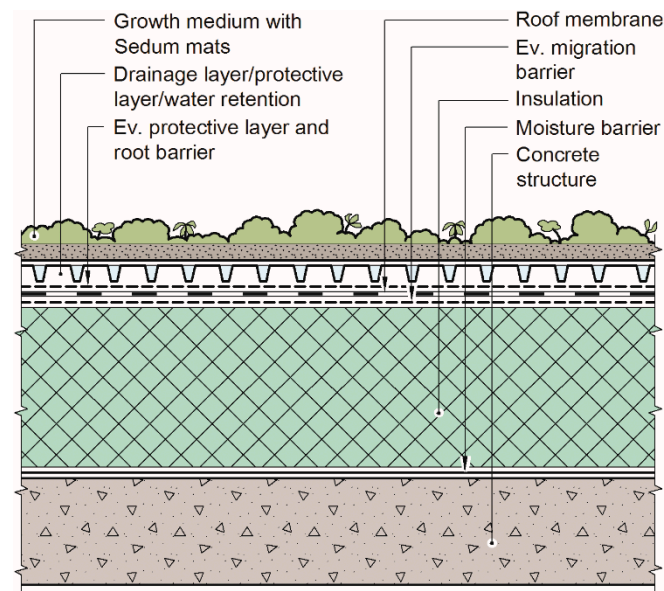 Growth medium with
Sedum mats
Drainage layer/protective
layer/water retention
Ev. protective layer and
root barrier
Roof membrane
Ev. migration
barrier
Insulation
Moisture barrier
Concrete
structure